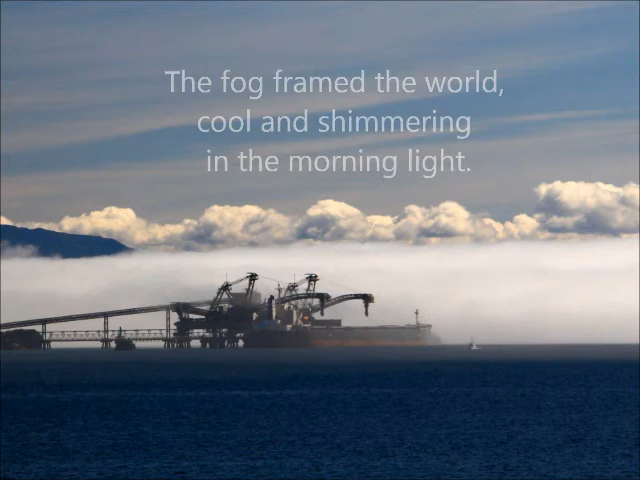 The fog framed the world,
cool and shimmering
in the morning light.